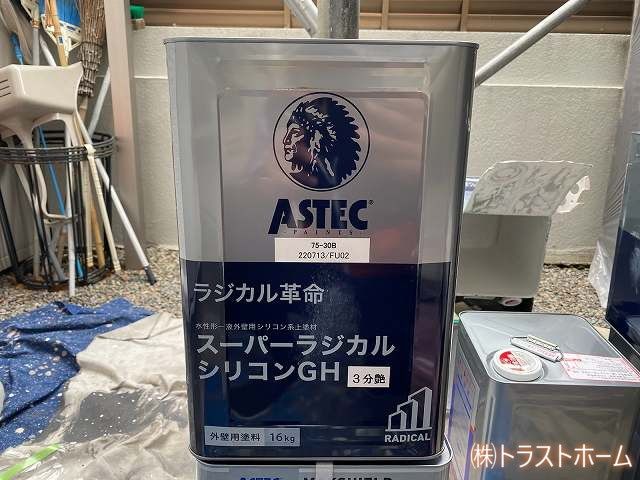 ASTEC
PAINTS
75-30B
220713/FU02
ラジカル革命
水性形一液外壁用シリコン系上塗材
スーパーラジカル
シリコンGH 3分艶
外壁用塗料 16kg
RADICAL
ASTEC
㈱トラストホーム